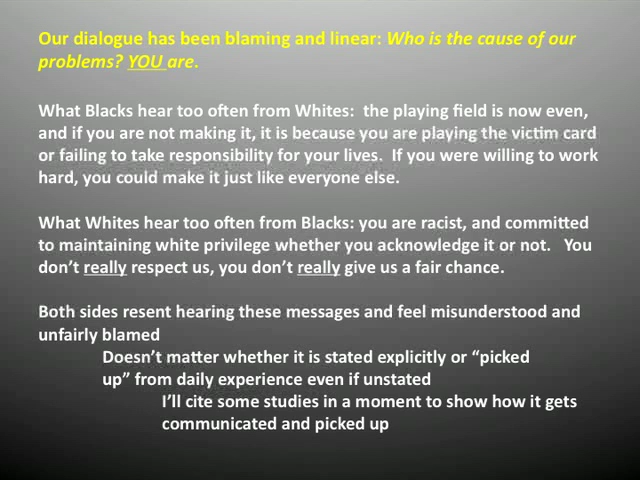 Our dialogue has been blaming and linear: Who is the cause of our
problems? YOU are.
What Blacks hear too often from Whites:  the playing field is now even,
and if you are not making it, it is because you are playing the victim card
or failing to take responsibility for your lives.  If you were willing to work
hard, you could make it just like everyone else.
What Whites hear too often from Blacks: you are racist, and committed
to maintaining white privilege whether you acknowledge it or not.   You
don’t really respect us, you don’t really give us a fair chance.
Both sides resent hearing these messages and feel misunderstood and
unfairly blamed
Doesn’t matter whether it is stated explicitly or “picked
up” from daily experience even if unstated
I’ll cite some studies in a moment to show how it gets
communicated and picked up